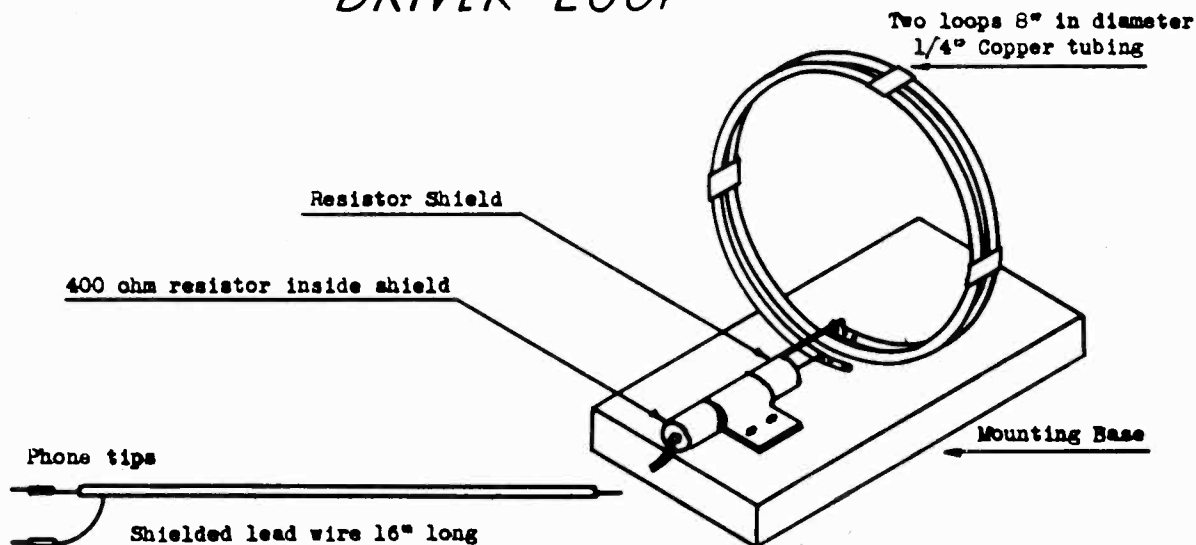 DRIVER LOOP
Two loops 8" in diameter
1/4" Copper tubing
Resistor Shield
400 ohm resistor inside shield
Mounting Base
Phone tips
Shielded lead wire 16" long